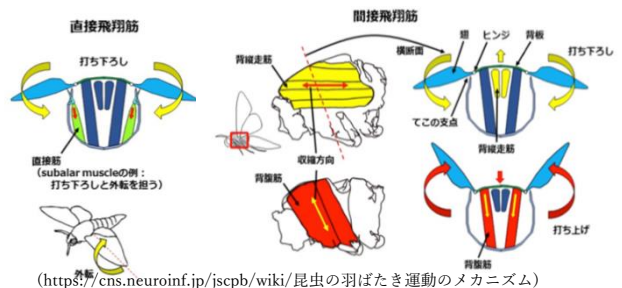 直接飛翔筋
打ち下ろし
直接筋
(subalar muscleの例：
打ち下ろしと外転を担う)
外転
間接飛翔筋
背縦走筋
横断面
収縮方向
背腹筋
翅
ヒンジ
背板
打ち下ろし
てこの支点
背縦走筋
打ち上げ
背腹筋
(https://cns.neuroinf.jp/jscpb/wiki/昆虫の羽ばたき運動のメカニズム)